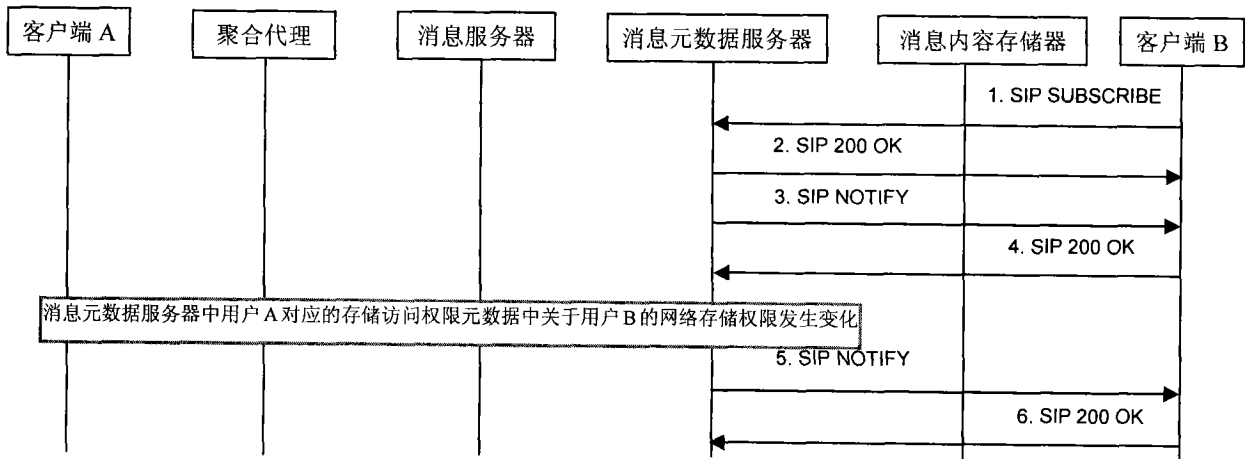 客户端 A
聚合代理
消息服务器
消息元数据服务器
消息内容存储器
客户端 B
1. SIP SUBSCRIBE
2. SIP 200 OK
3. SIP NOTIFY
4. SIP 200 OK
消息元数据服务器中用户A对应的存储访问权限元数据中关于用户B的网络存储权限发生变化
5. SIP NOTIFY
6. SIP 200 OK